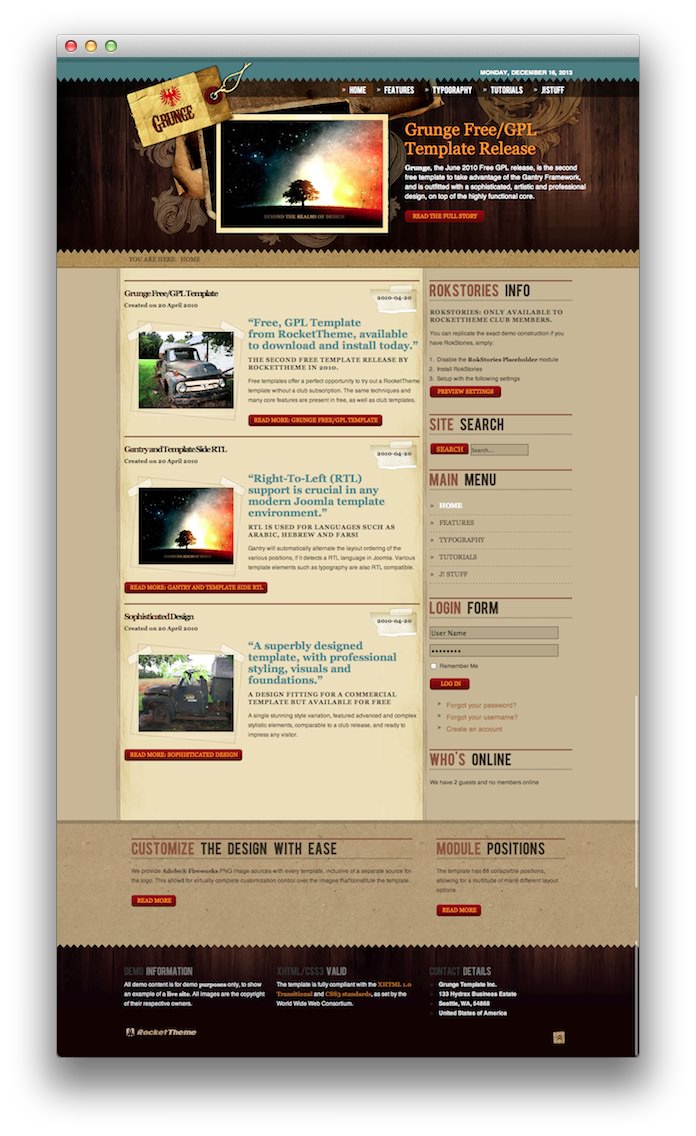 MONDAY, DECEMBER 16, 2013
HOME FEATURES TYPOGRAPHY TUTORIALS J!STUFF
GRUNGE
Grunge Free/GPL
Template Release
Grunge, the June 2010 Free GPL release, is the second
free template to take advantage of the Gantry Framework,
and is outfitted with a sophisticated, artistic and professional
design, on top of the highly functional core.
READ THE FULL STORY
BEYOND THE REALMS OF DESIGN
YOU ARE HERE: HOME
Grunge Free/GPL Template
2010-04-20
Created on 20 April 2010
“Free, GPL Template
from RocketTheme, available
to download and install today.”
THE SECOND FREE TEMPLATE RELEASE BY
ROCKETTHEME IN 2010.
Free templates offer a perfect opportunity to try out a RocketTheme
template without a club subscription. The same techniques and
many core features are present in free, as well as club templates.
READ MORE: GRUNGE FREE/GPL TEMPLATE
Gantry and Template Side RTL
2010-04-20
Created on 20 April 2010
“Right-To-Left (RTL)
support is crucial in any
modern Joomla template
environment.”
RTL IS USED FOR LANGUAGES SUCH AS
ARABIC, HEBREW AND FARSI
Gantry will automatically alternate the layout ordering of the
various positions, if it detects a RTL language in Joomla. Various
template elements such as typography are also RTL compatible.
READ MORE: GANTRY AND TEMPLATE SIDE RTL
Sophisticated Design
2010-04-20
Created on 20 April 2010
“A superbly designed
template, with professional
styling, visuals and
foundations.”
A DESIGN FITTING FOR A COMMERCIAL
TEMPLATE BUT AVAILABLE FOR FREE
A single stunning style variation, featured advanced and complex
stylistic elements, comparable to a club release, and ready to
impress any visitor.
READ MORE: SOPHISTICATED DESIGN
ROKSTORIES INFO
ROKSTORIES: ONLY AVAILABLE TO
ROCKETTHEME CLUB MEMBERS.
You can replicate the exact demo construction if you
have RokStories, simply:
1. Disable the RokStories Placeholder module
2. Install RokStories
3. Setup with the following settings
PREVIEW SETTINGS
SITE SEARCH
SEARCH Search...
MAIN MENU
HOME
FEATURES
TYPOGRAPHY
TUTORIALS
J! STUFF
LOGIN FORM
User Name
••••••••
Remember Me
LOG IN
Forgot your password?
Forgot your username?
Create an account
WHO'S ONLINE
We have 2 guests and no members online
CUSTOMIZE THE DESIGN WITH EASE
We provide Adobe® Fireworks PNG image sources with every template, inclusive of a separate source for
the logo. This allows for virtually complete customization control over the images that constitute the template.
READ MORE
MODULE POSITIONS
The template has 68 collapsible positions,
allowing for a multitude of many different layout
options.
READ MORE
DEMO INFORMATION
All demo content is for demo purposes only, to show
an example of a live site. All images are the copyright
of their respective owners.
XHTML/CSS3 VALID
The template is fully compliant with the XHTML 1.0
Transitional and CSS3 standards, as set by the
World Wide Web Consortium.
CONTACT DETAILS
Grunge Template Inc.
133 Hydrax Business Estate
Seattle, WA, 54868
United States of America
RocketTheme